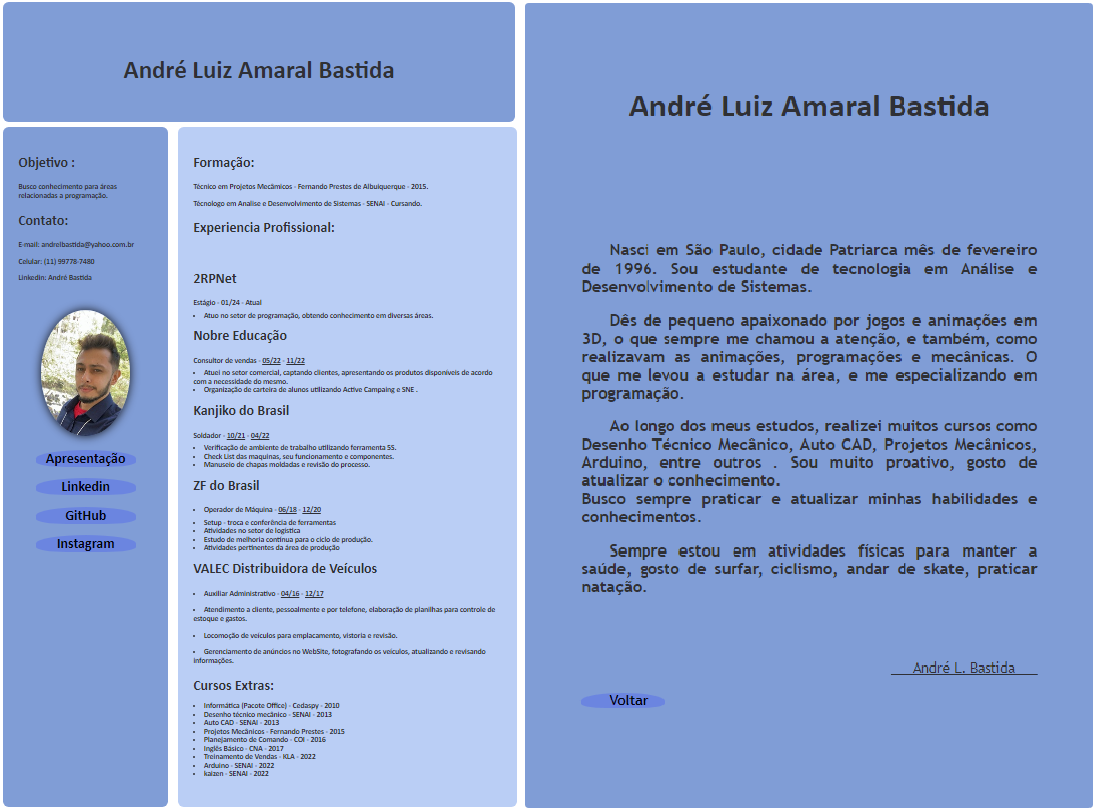 André Luiz Amaral Bastida
Objetivo :
Busco conhecimento para áreas
relacionadas a programação.
Contato:
E-mail: andrelbastida@yahoo.com.br
Celular: (11) 99778-7480
Linkedin: André Bastida
Apresentação
Linkedin
GitHub
Instagram
Formação:
Técnico em Projetos Mecâmicos - Fernando Prestes de Albuiquerque - 2015.
Técnologo em Analise e Desenvolvimento de Sistemas - SENAI - Cursando.
Experiencia Profissional:
2RPNet
Estágio - 01/24 - Atual
• Atuo no setor de programação, obtendo conhecimento em diversas áreas.
Nobre Educação
Consultor de vendas - 05/22 - 11/22
• Atuei no setor comercial, captando clientes, apresentando os produtos disponíveis de acordo
com a necessidade do mesmo.
• Organização de carteira de alunos utilizando Active Campaing e SNE .
Kanjiko do Brasil
Soldador - 10/21 - 04/22
• Verificação de ambiente de trabalho utilizando ferramenta 5S.
• Check List das maquinas, seu funcionamento e componentes.
• Manuseio de chapas moldadas e revisão do processo.
ZF do Brasil
• Operador de Máquina - 06/18 - 12/20
• Setup - troca e conferência de ferramentas
• Atividades no setor de logística
• Estudo de melhoria contínua para o ciclo de produção.
• Atividades pertinentes da área de produção
VALEC Distribuidora de Veículos
• Auxiliar Administrativo - 04/16 - 12/17
• Atendimento a cliente, pessoalmente e por telefone, elaboração de planilhas para controle de
estoque e gastos.
• Locomoção de veículos para emplacamento, vistoria e revisão.
• Gerenciamento de anúncios no WebSite, fotografando os veículos, atualizando e revisando
informações.
Cursos Extras:
• Informática (Pacote Office) - Cedaspy - 2010
• Desenho técnico mecânico - SENAI - 2013
• Auto CAD - SENAI - 2013
• Projetos Mecânicos - Fernando Prestes - 2015
• Planejamento de Comando - COI - 2016
• Inglês Básico - CNA - 2017
• Treinamento de Vendas - KLA - 2022
• Arduino - SENAI - 2022
• kaizen - SENAI - 2022
André Luiz Amaral Bastida
Nasci em São Paulo, cidade Patriarca mês de fevereiro
de 1996. Sou estudante de tecnologia em Análise e
Desenvolvimento de Sistemas.
Dês de pequeno apaixonado por jogos e animações em
3D, o que sempre me chamou a atenção, e também, como
realizavam as animações, programações e mecânicas. O
que me levou a estudar na área, e me especializando em
programação.
Ao longo dos meus estudos, realizei muitos cursos como
Desenho Técnico Mecânico, Auto CAD, Projetos Mecânicos,
Arduino, entre outros . Sou muito proativo, gosto de
atualizar o conhecimento.
Busco sempre praticar e atualizar minhas habilidades e
conhecimentos.
Sempre estou em atividades físicas para manter a
saúde, gosto de surfar, ciclismo, andar de skate, praticar
natação.
André L. Bastida
Voltar